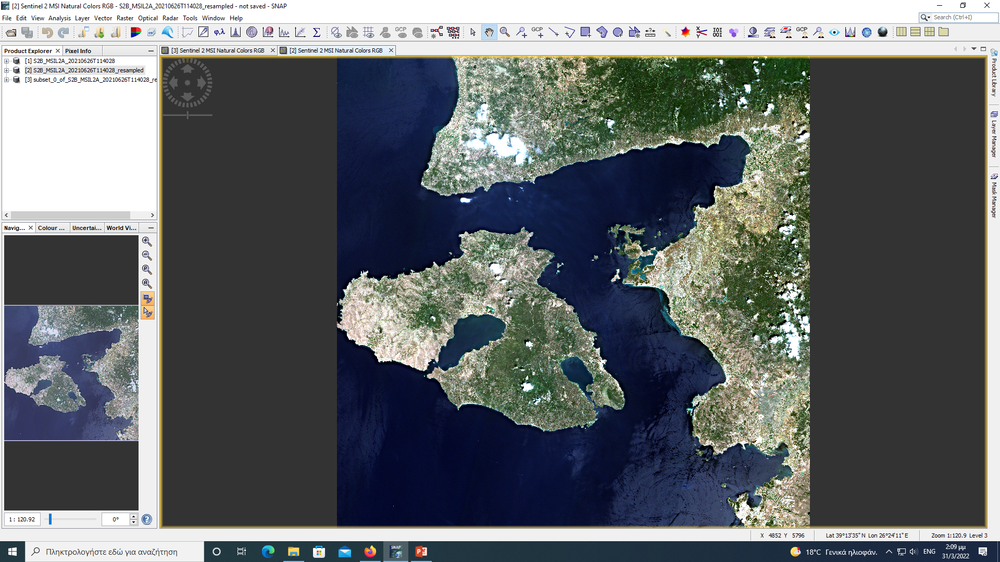 [2] Sentinel 2 MSI Natural Colors RGB - S2B_MSIL2A_20210626T114028_resampled - not saved - SNAP
File Edit View Analysis Layer Vector Raster Optical Radar Tools Window Help
Search (Ctrl+I)
φ,λ
Σ
GCP
GCP
GCP
Product Explorer
Pixel Info
[3] Sentinel 2 MSI Natural Colors RGB
[2] Sentinel 2 MSI Natural Colors RGB
[1] S2B_MSIL2A_20210626T114028
[2] S2B_MSIL2A_20210626T114028_resampled
[3] subset_0_of_S2B_MSIL2A_20210626T114028_re
Product Library
Layer Manager
Mask Manager
Navig...
Colour ...
Uncertai...
World Vi...
1 : 120.92
0°
X 4852 Y 5796
Lat 39°13'35" N Lon 26°24'11" E
Zoom 1:120.9 Level 3
Πληκτρολογήστε εδώ για αναζήτηση
SNAP
18°C Γενικά ηλιοφάν.
ENG
2:09 μμ
31/3/2022